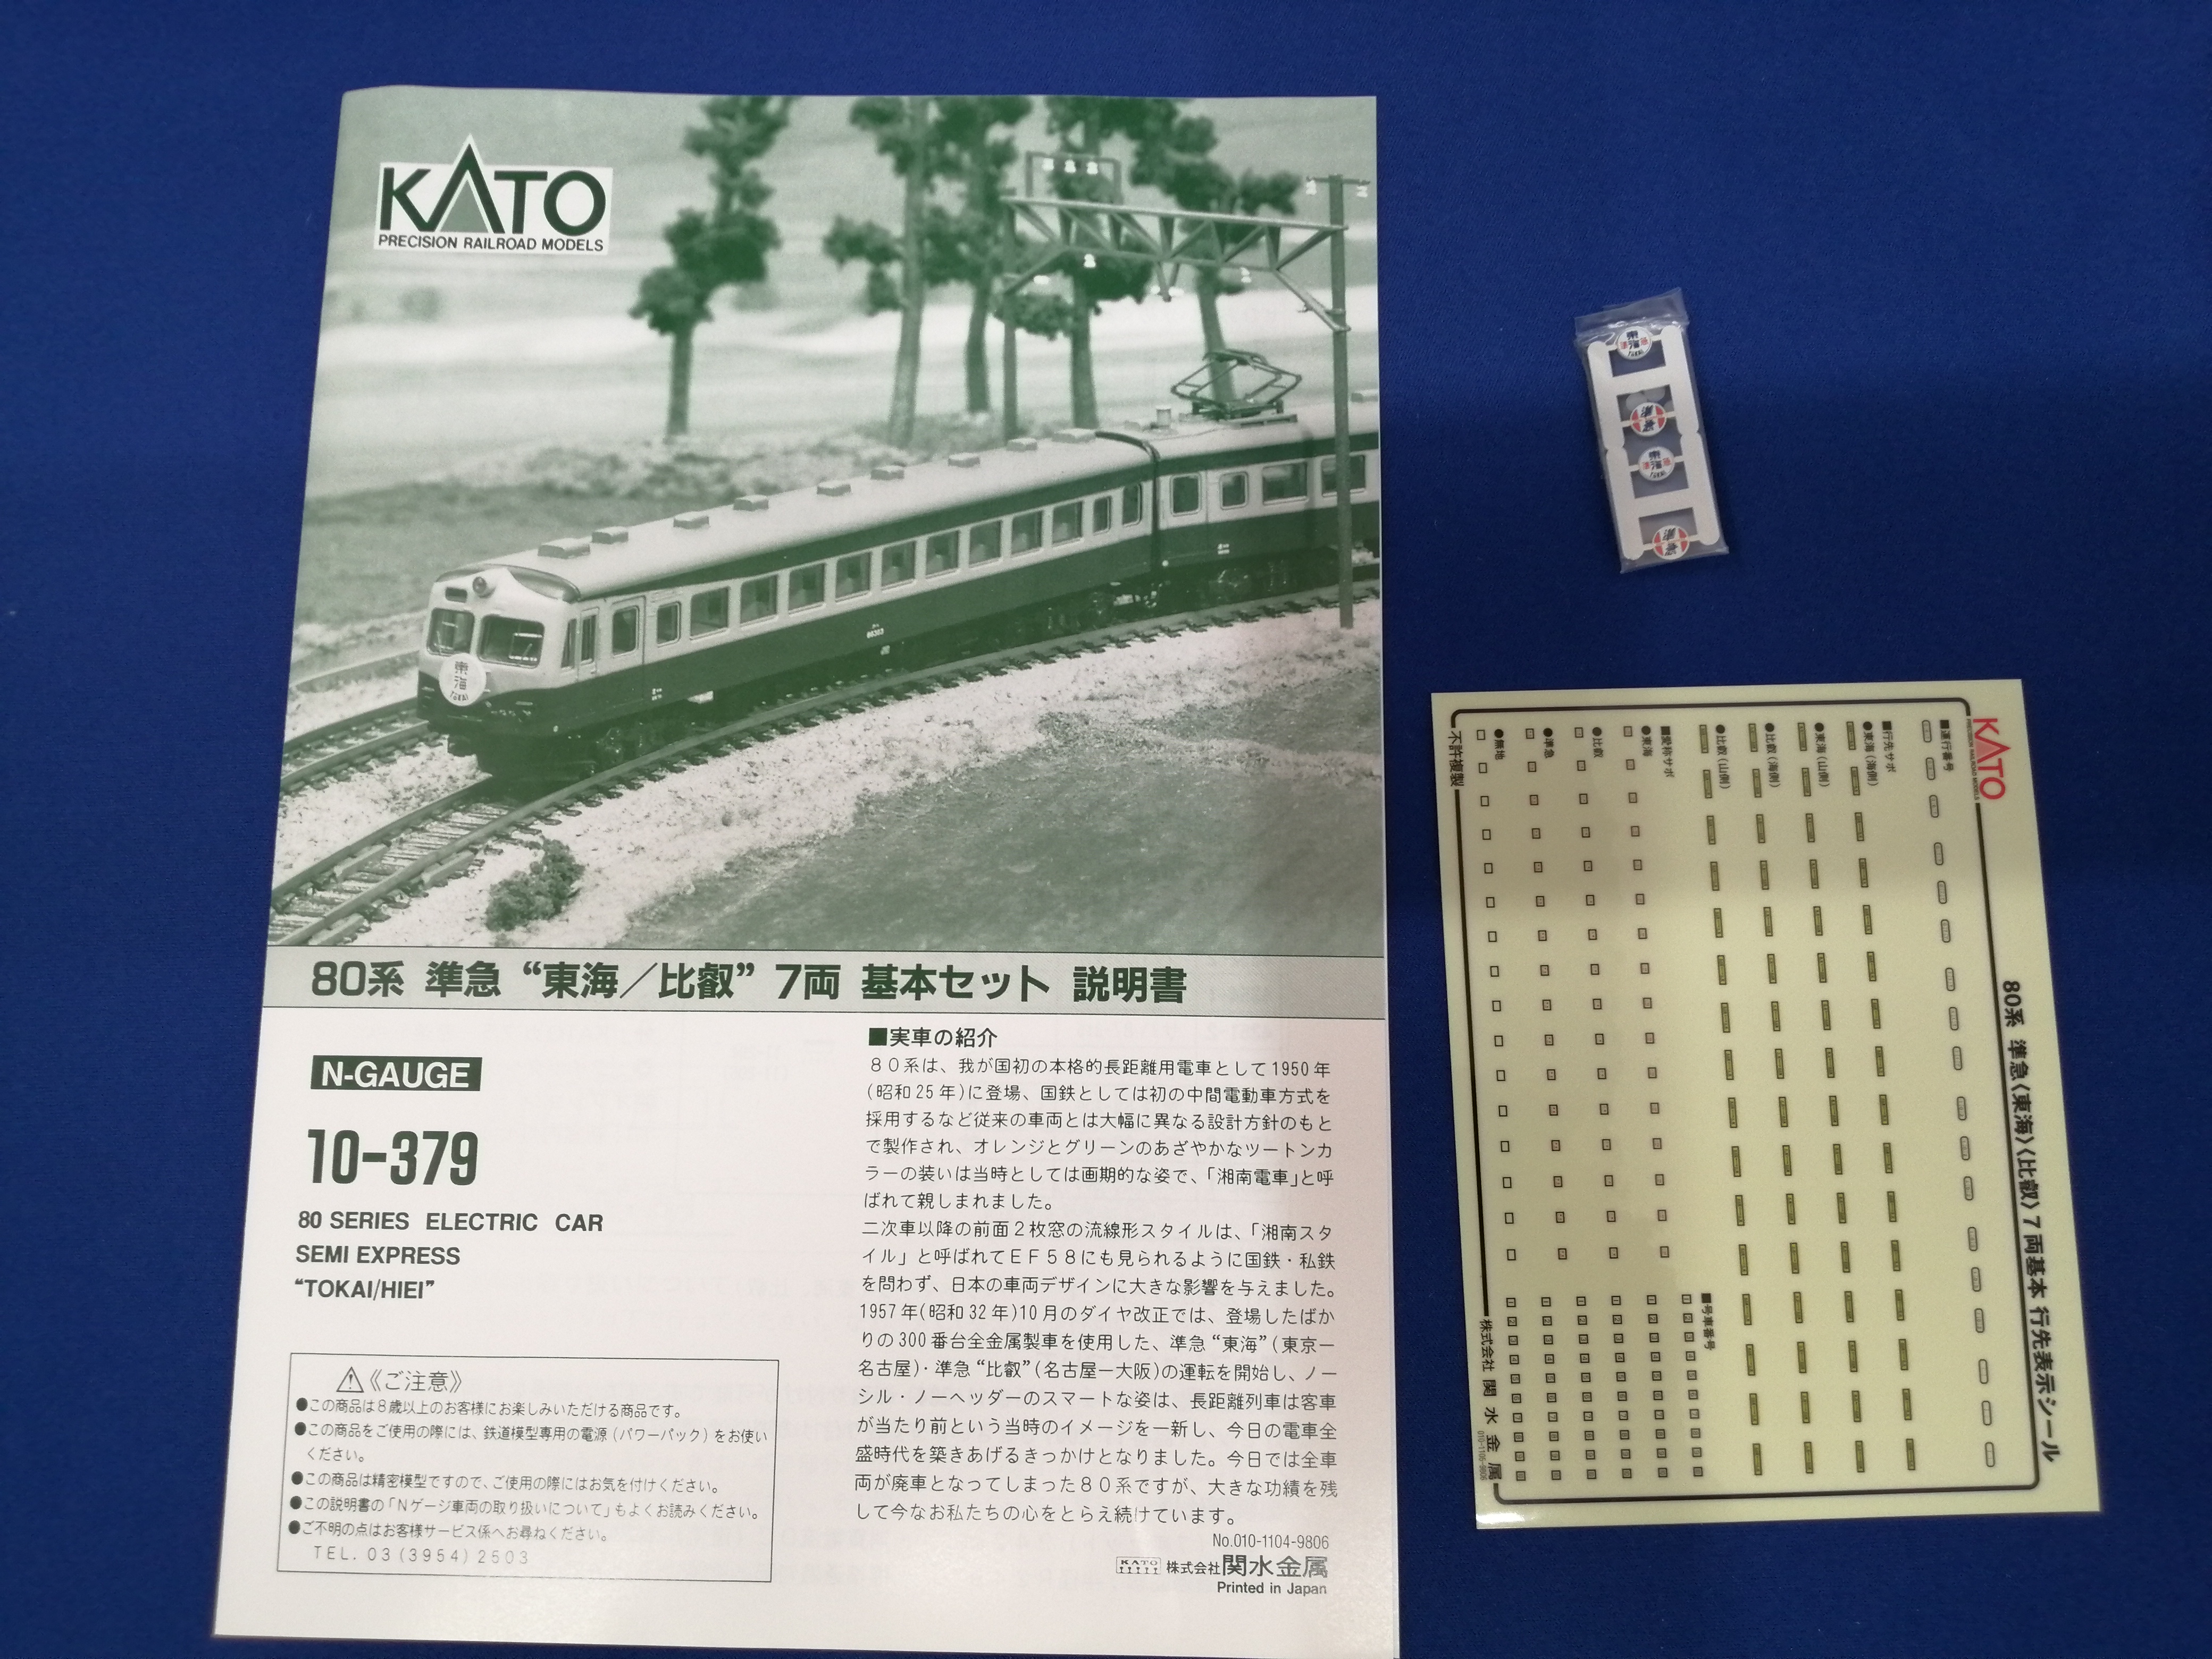 KATO
PRECISION RAILROAD MODELS
東海
80系 準急 “東海／比叡” 7両 基本セット 説明書
N-GAUGE
10-379
80 SERIES ELECTRIC CAR
SEMI EXPRESS
“TOKAI/HIEI”
《ご注意》
●この商品は8歳以上のお客様にお楽しみいただける商品です。
●この商品をご使用の際には、鉄道模型専用の電源（パワーパック）をお使い
ください。
●この商品は精密模型ですので、ご使用の際にはお気を付けください。
●この説明書の「Nゲージ車両の取り扱いについて」もよくお読みください。
●ご不明の点はお客様サービス係へお尋ねください。
TEL. 03 (3954) 2503
■実車の紹介
８０系は、我が国初の本格的長距離用電車として1950年
(昭和25年)に登場、国鉄としては初の中間電動車方式を
採用するなど従来の車両とは大幅に異なる設計方針のもと
で製作され、オレンジとグリーンのあざやかなツートンカ
ラーの装いは当時としては画期的な姿で、「湘南電車」と呼
ばれて親しまれました。
二次車以降の前面２枚窓の流線形スタイルは、「湘南スタ
イル」と呼ばれてＥＦ５８にも見られるように国鉄・私鉄
を問わず、日本の車両デザインに大きな影響を与えました。
1957年(昭和32年)10月のダイヤ改正では、登場したばか
りの300番台全金属製車を使用した、準急“東海”(東京ー
名古屋)・準急“比叡”(名古屋ー大阪)の運転を開始し、ノー
シル・ノーヘッダーのスマートな姿は、長距離列車は客車
が当たり前という当時のイメージを一新し、今日の電車全
盛時代を築きあげるきっかけとなりました。今日では全車
両が廃車となってしまった８０系ですが、大きな功績を残
して今なお私たちの心をとらえ続けています。
No.010-1104-9806
KATO 株式会社関水金属
Printed in Japan
東海
準急
東海
準急
KATO
PRECISION RAILROAD MODELS
80系 準急〈東海〉〈比叡〉7両基本 行先表示シール
■運行番号
■行先サボ
●東海(海側)
●東海(山側)
●比叡(海側)
●比叡(山側)
■愛称サボ
●東海
●比叡
●準急
●無地
■号車番号
不許複製
株式会社 関水金属